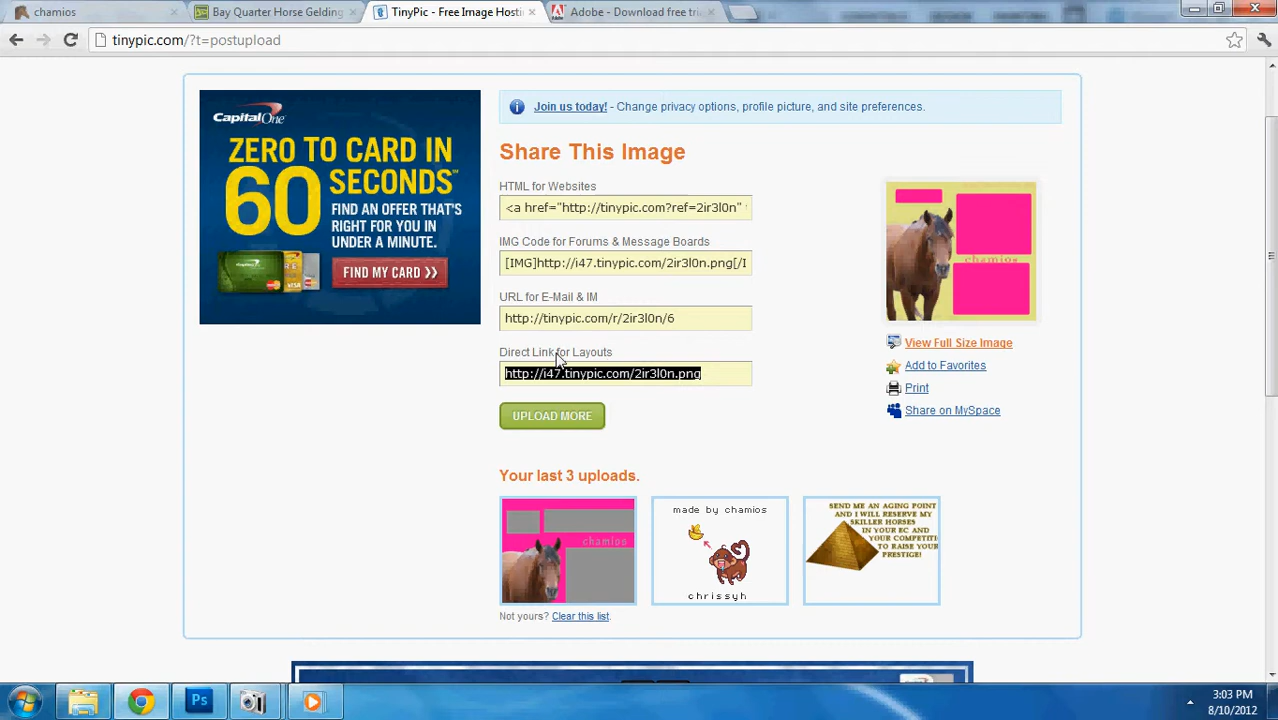 chamios
Bay Quarter Horse Gelding
TinyPic - Free Image Hosti
Adobe - Download free tria
tinypic.com/?t=postupload
CapitalOne
ZERO TO CARD IN
60 SECONDS
FIND AN OFFER THAT'S
RIGHT FOR YOU IN
UNDER A MINUTE.
FIND MY CARD >>
Join us today! - Change privacy options, profile picture, and site preferences.
Share This Image
HTML for Websites
<a href="http://tinypic.com?ref=2ir3l0n"
IMG Code for Forums & Message Boards
[IMG]http://i47.tinypic.com/2ir3l0n.png[/I
URL for E-Mail & IM
http://tinypic.com/r/2ir3l0n/6
Direct Link for Layouts
http://i47.tinypic.com/2ir3l0n.png
UPLOAD MORE
chamios
View Full Size Image
Add to Favorites
Print
Share on MySpace
Your last 3 uploads.
chamios
made by chamios
chrissyh
SEND ME AN AGING POINT
AND I WILL RESERVE MY
SKILLER HORSES
IN YOUR EC AND
YOUR COMPETITI
TO RAISE YOUR
PRESTIGE!
Not yours? Clear this list.
Ps
3:03 PM
8/10/2012